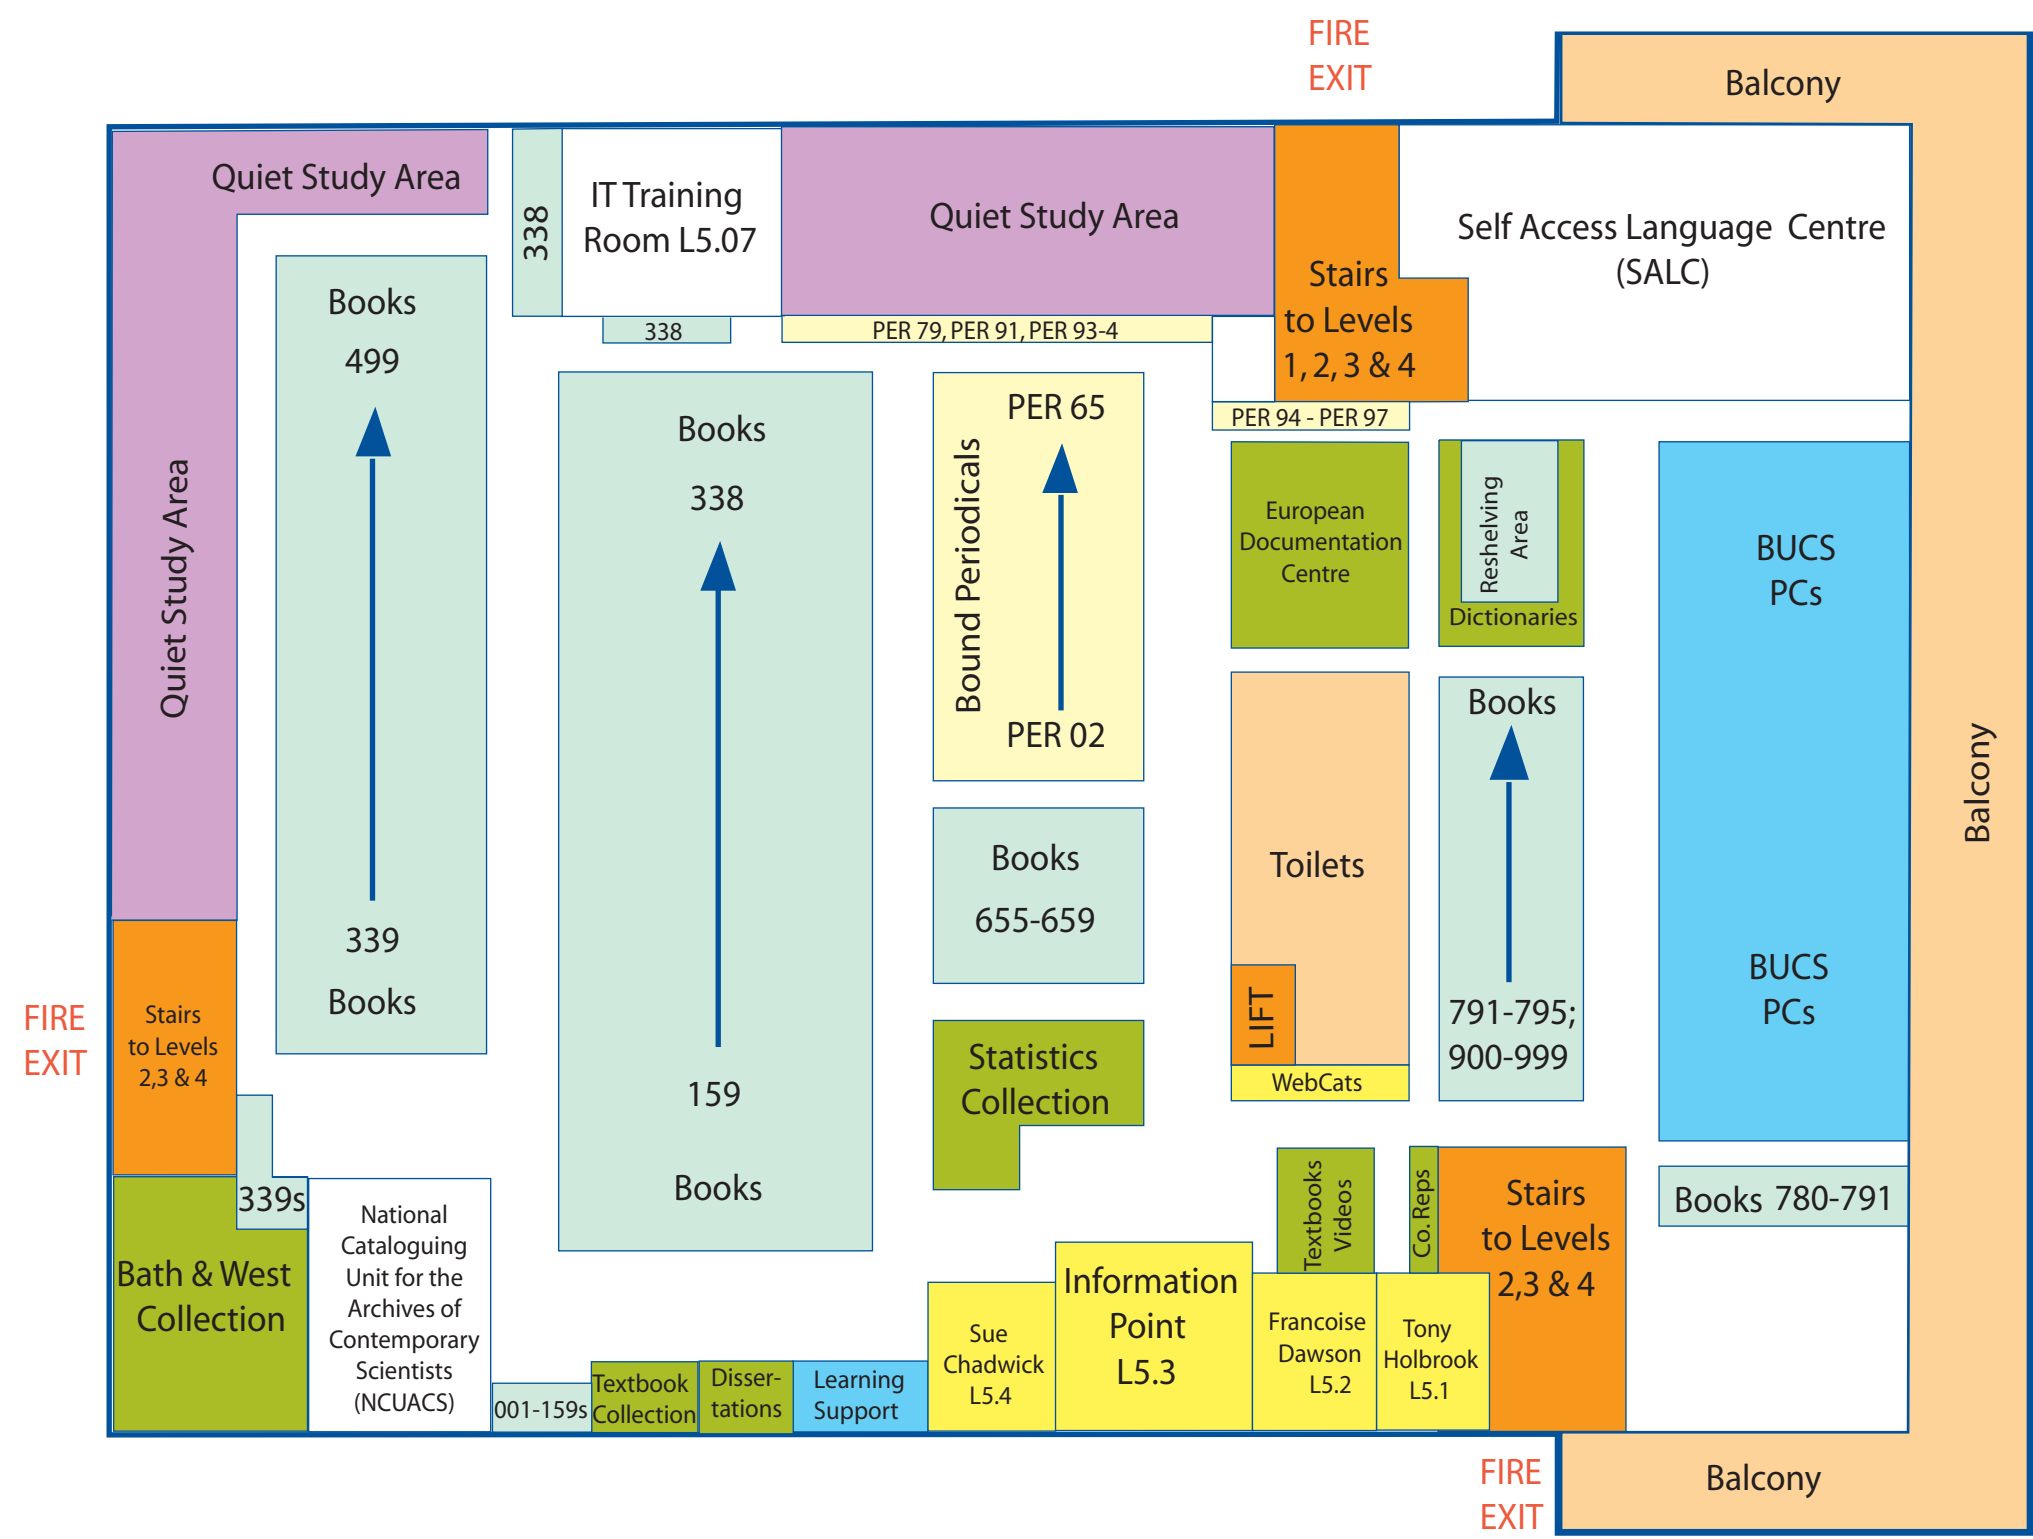 FIRE
EXIT
Balcony
Quiet Study Area
338
IT Training
Room L5.07
Quiet Study Area
Stairs
to Levels
1, 2, 3 & 4
Self Access Language Centre
(SALC)
Books
499
338
PER 79, PER 91, PER 93-4
PER 94 - PER 97
Quiet Study Area
Books
338
Bound Periodicals
PER 65
PER 02
European
Documentation
Centre
Reshelving
Area
Dictionaries
BUCS
PCs
Balcony
Books
655-659
Toilets
Books
339
Books
FIRE
EXIT
Stairs
to Levels
2,3 & 4
159
Books
Statistics
Collection
LIFT
WebCats
791-795;
900-999
BUCS
PCs
339s
Bath & West
Collection
National
Cataloguing
Unit for the
Archives of
Contemporary
Scientists
(NCUACS)
001-159s
Textbook
Collection
Disser-
tations
Learning
Support
Sue
Chadwick
L5.4
Information
Point
L5.3
Textbooks
Videos
Francoise
Dawson
L5.2
Co. Reps
Tony
Holbrook
L5.1
Stairs
to Levels
2,3 & 4
Books 780-791
FIRE
EXIT
Balcony